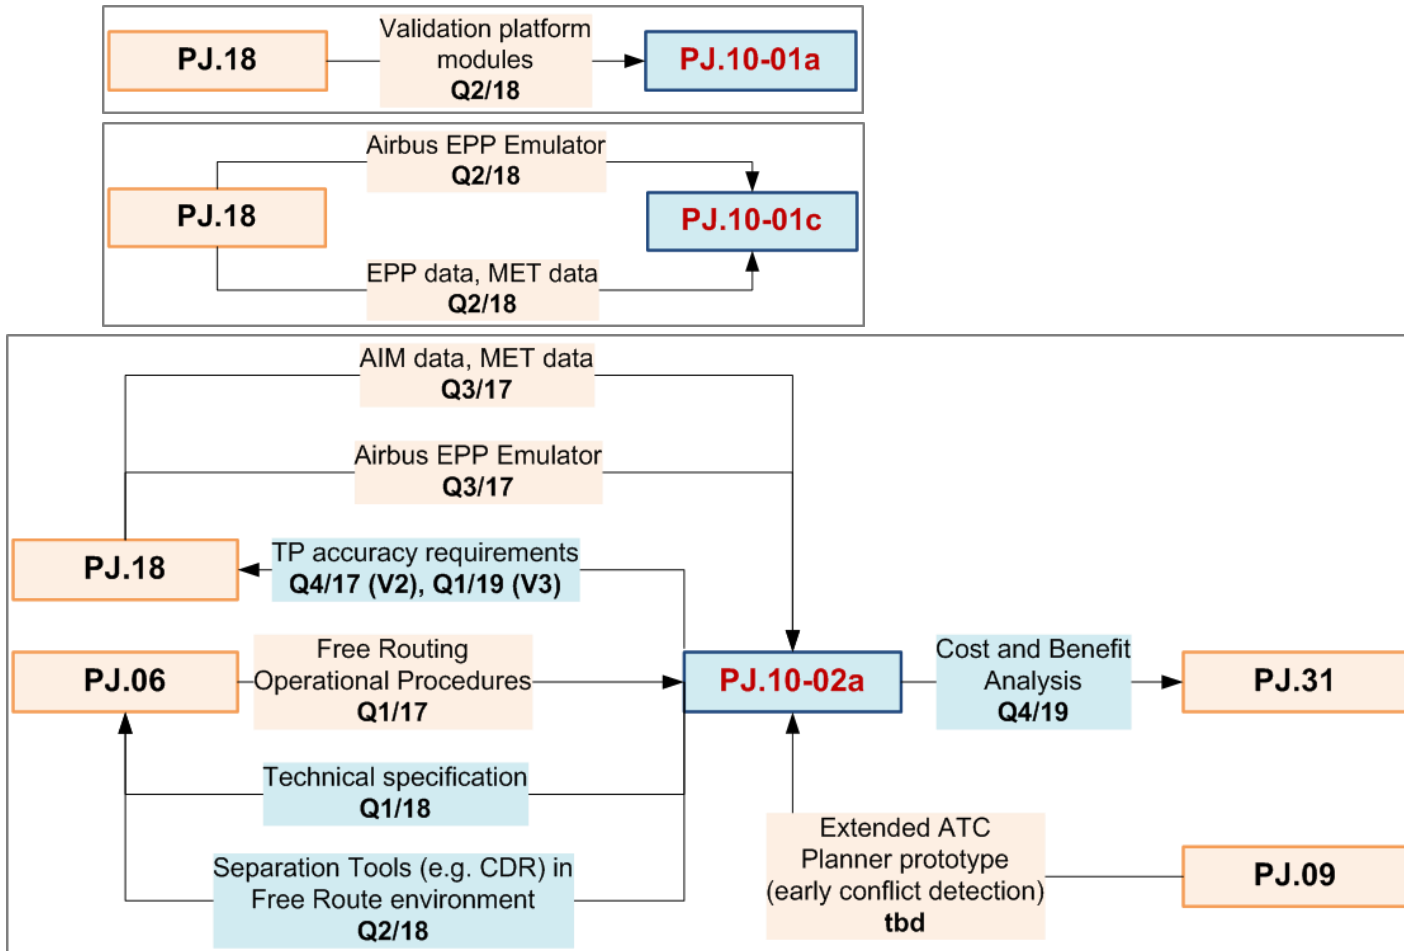 PJ.18
Validation platform
modules
Q2/18
PJ.10-01a
Airbus EPP Emulator
Q2/18
PJ.18
PJ.10-01c
EPP data, MET data
Q2/18
AIM data, MET data
Q3/17
Airbus EPP Emulator
Q3/17
PJ.18
TP accuracy requirements
Q4/17 (V2), Q1/19 (V3)
PJ.06
Free Routing
Operational Procedures
Q1/17
PJ.10-02a
Cost and Benefit
Analysis
Q4/19
PJ.31
Technical specification
Q1/18
Separation Tools (e.g. CDR) in
Free Route environment
Q2/18
Extended ATC
Planner prototype
(early conflict detection)
tbd
PJ.09